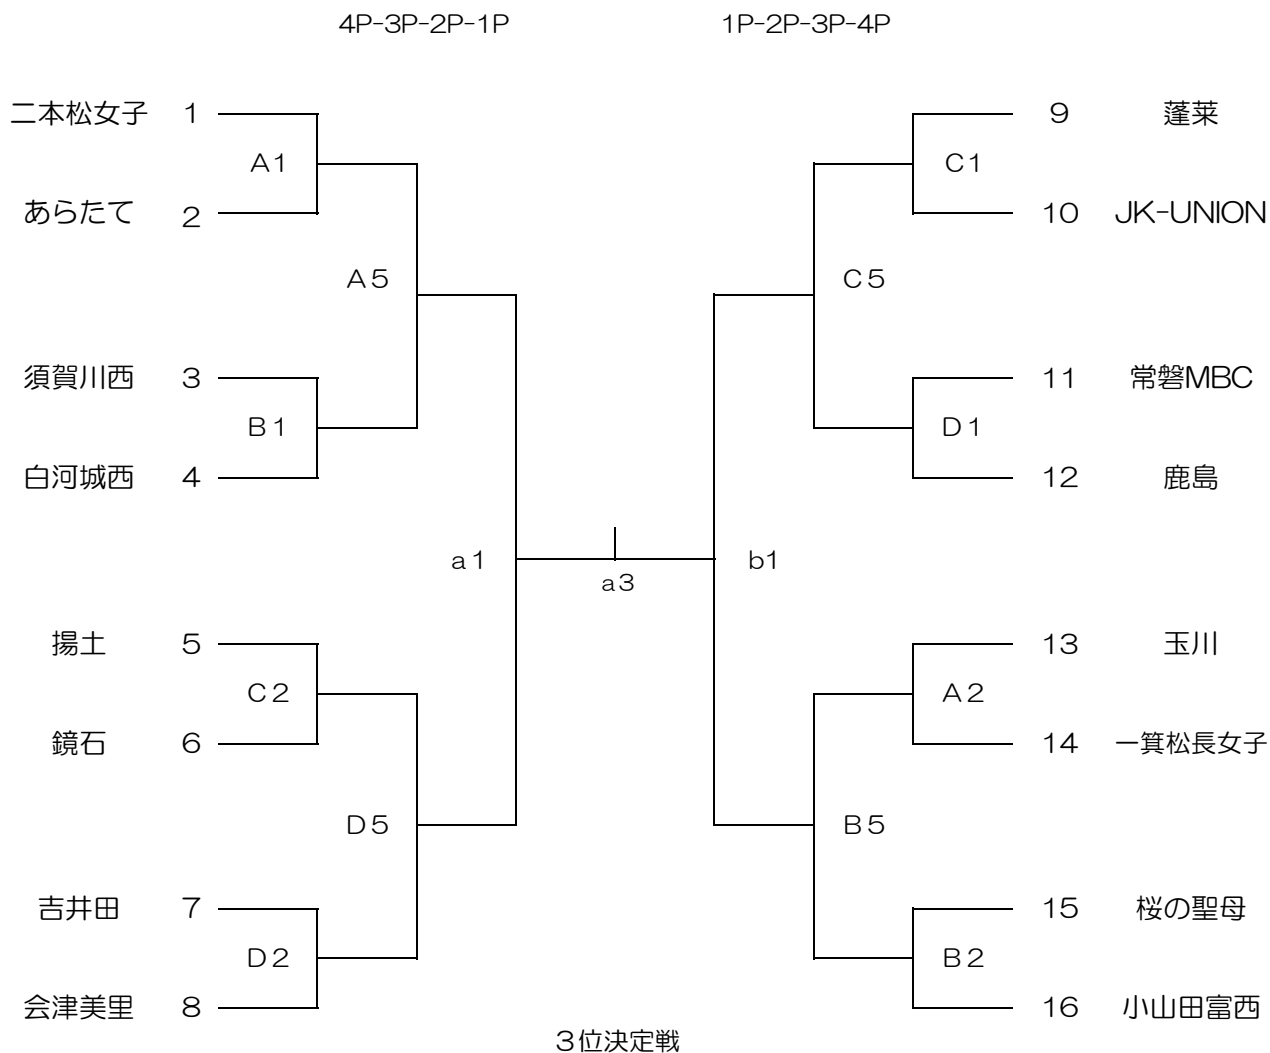 4P-3P-2P-1P 1P-2P-3P-4P
二本松女子 1 9 蓬莱
A1 C1
あらたて 2 10 JK-UNION
A5 C5
須賀川西 3 11 常磐MBC
B1 D1
白河城西 4 12 鹿島
a1 b1
a3
揚土 5 13 玉川
C2 A2
鏡石 6 14 一箕松長女子
D5 B5
吉井田 7 15 桜の聖母
D2 B2
会津美里 8 16 小山田富西
3位決定戦